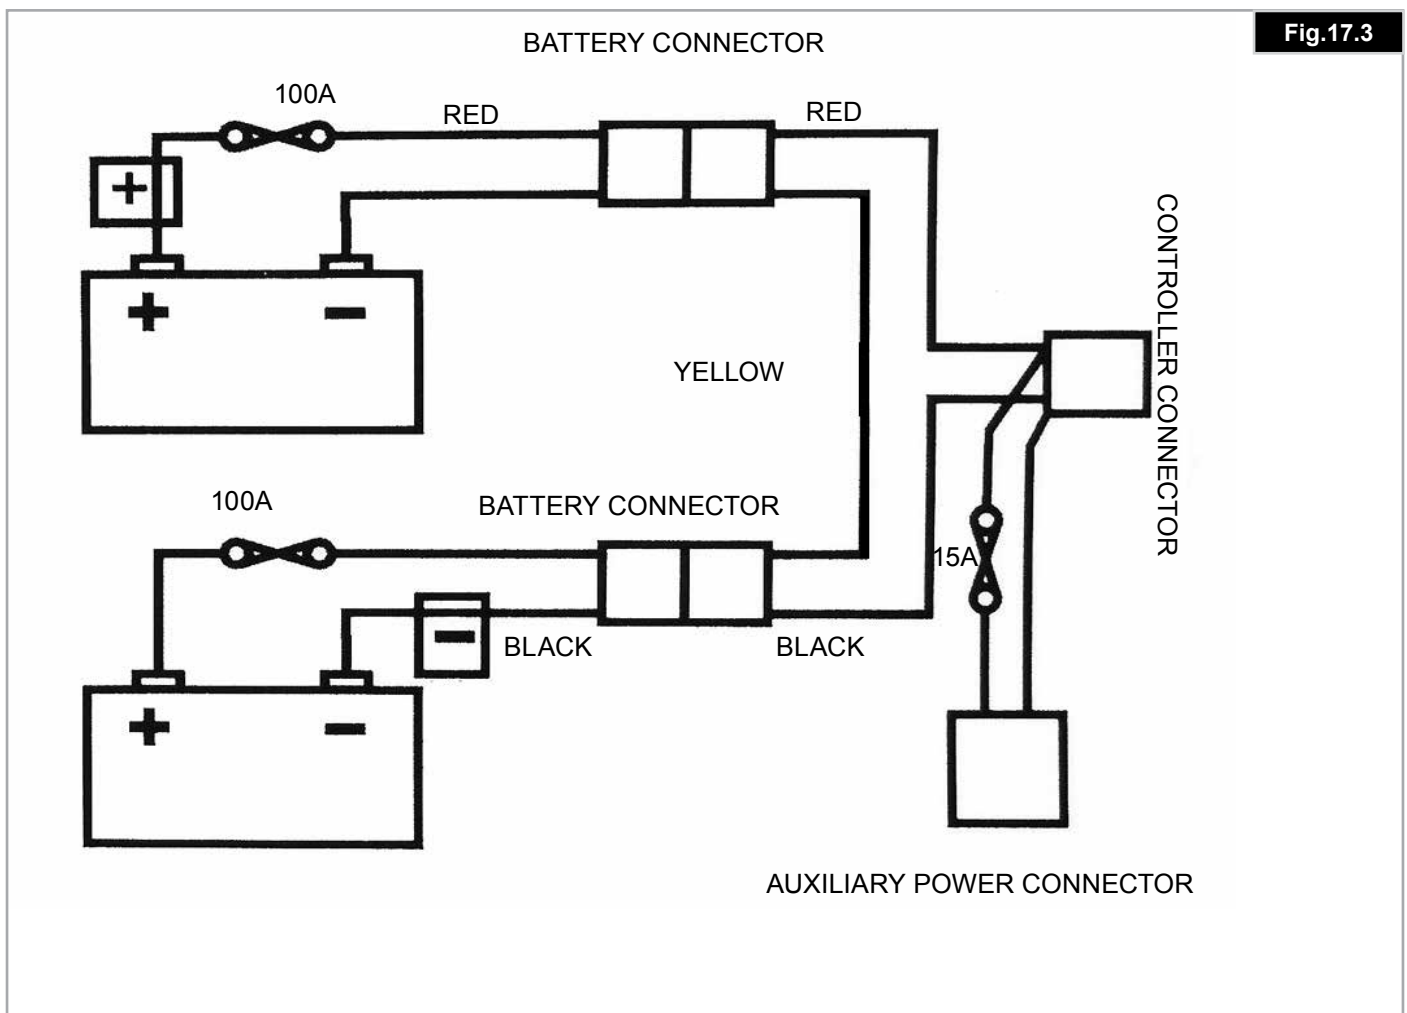 Fig.17.3
BATTERY CONNECTOR
100A
RED
RED
+
+
−
CONTROLLER CONNECTOR
YELLOW
100A
BATTERY CONNECTOR
15A
−
BLACK
BLACK
+
−
AUXILIARY POWER CONNECTOR